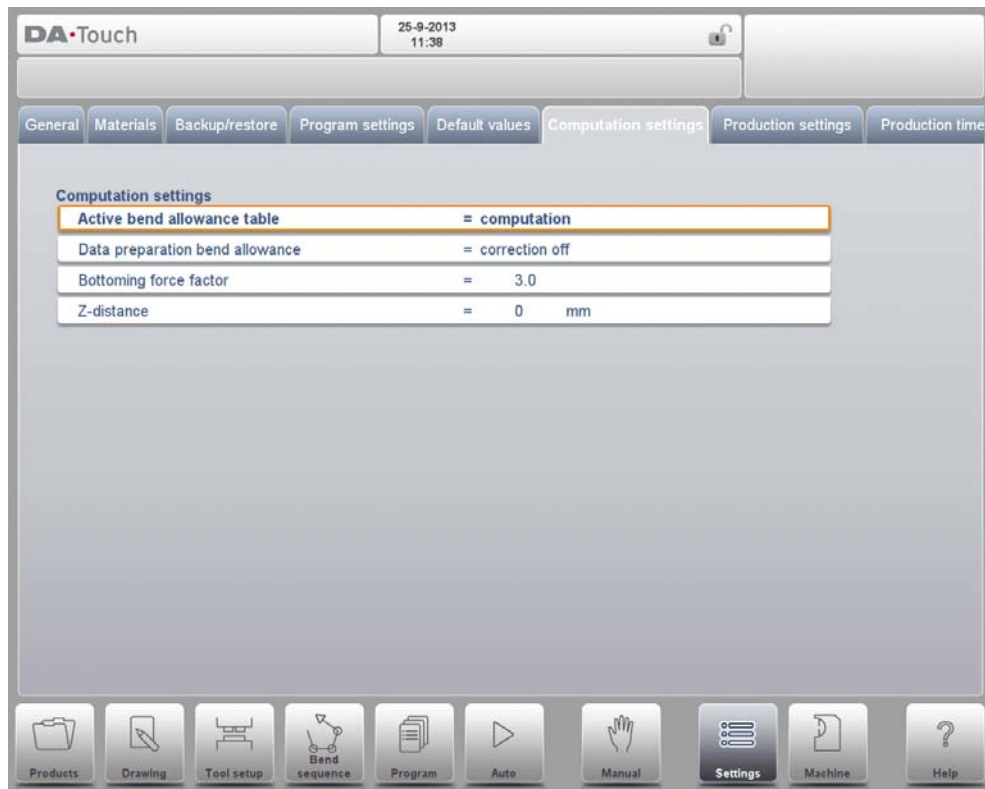 DA•Touch
25-9-2013
11:38
General Materials Backup/restore Program settings Default values Computation settings Production settings Production time
Computation settings
Active bend allowance table = computation
Data preparation bend allowance = correction off
Bottoming force factor = 3.0
Z-distance = 0 mm
Products Drawing Tool setup Bend sequence Program Auto Manual Settings Machine Help